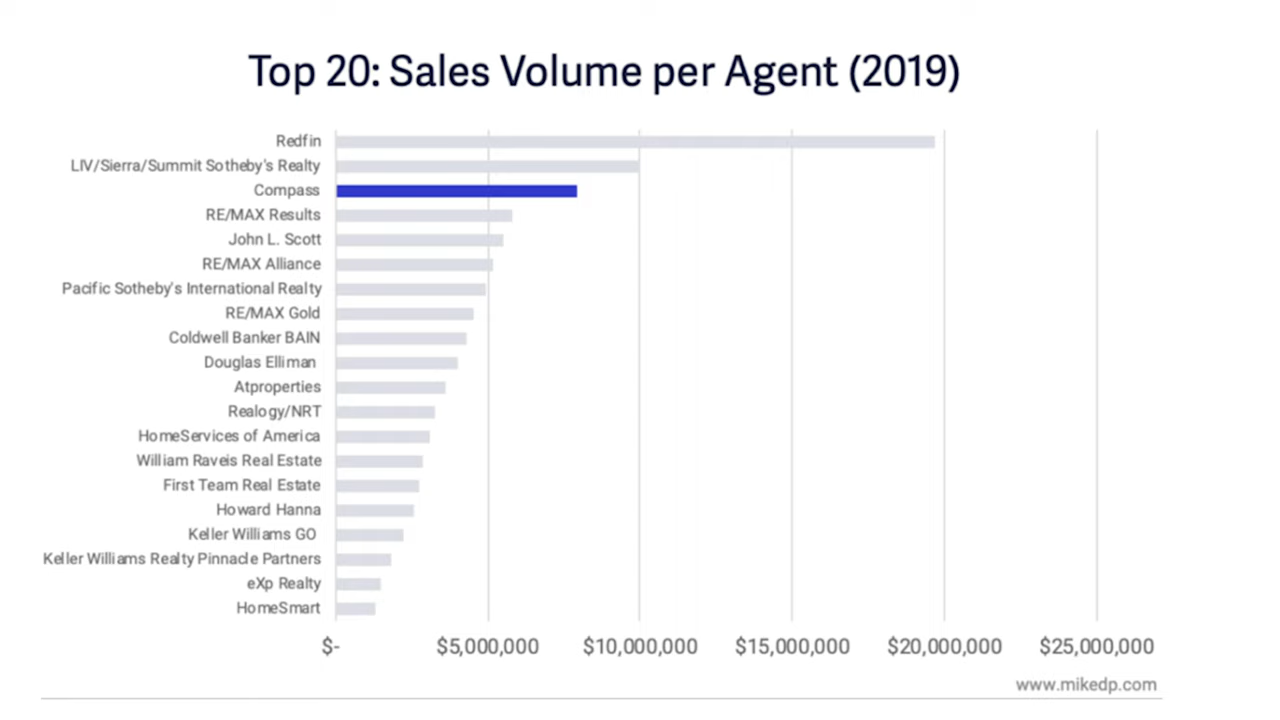 Top 20: Sales Volume per Agent (2019)
Redfin
LIV/Sierra/Summit Sotheby's Realty
Compass
RE/MAX Results
John L. Scott
RE/MAX Alliance
Pacific Sotheby's International Realty
RE/MAX Gold
Coldwell Banker BAIN
Douglas Elliman
Atproperties
Realogy/NRT
HomeServices of America
William Raveis Real Estate
First Team Real Estate
Howard Hanna
Keller Williams GO
Keller Williams Realty Pinnacle Partners
eXp Realty
HomeSmart
$- $5,000,000 $10,000,000 $15,000,000 $20,000,000 $25,000,000
www.mikedp.com